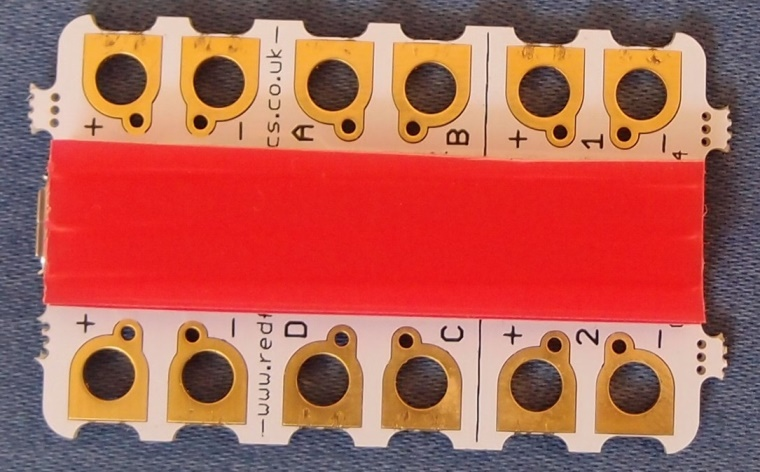 + - A B + 1 -
4
cs.co.uk-
+ - D C + 2 -
-www.red